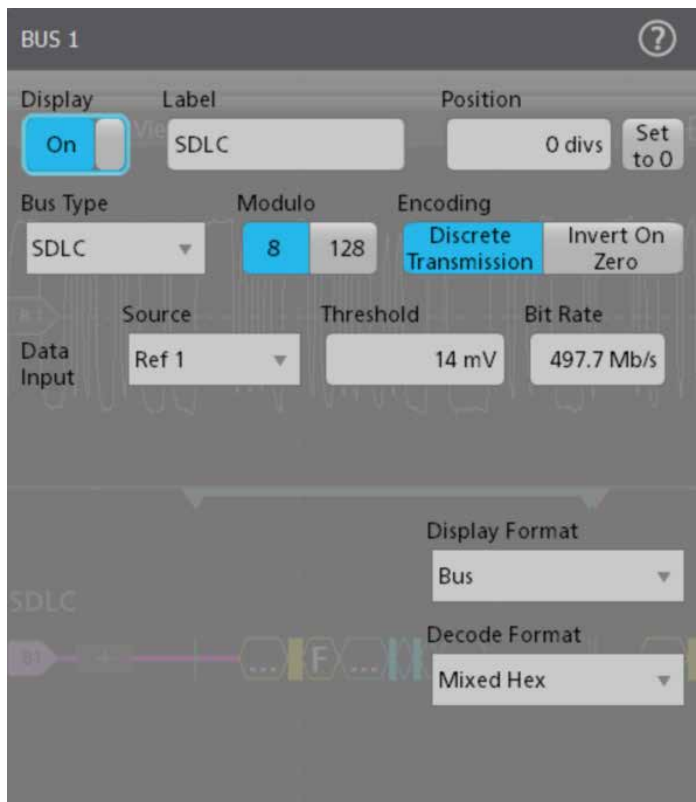 BUS 1 ?
Display Label Position
On SDLC 0 divs Set to 0
Bus Type Modulo Encoding
SDLC 8 128 Discrete Transmission Invert On Zero
Source Threshold Bit Rate
Data Input Ref 1 14 mV 497.7 Mb/s
Display Format
Bus
SDLC
Decode Format
B1 ... F ...
Mixed Hex